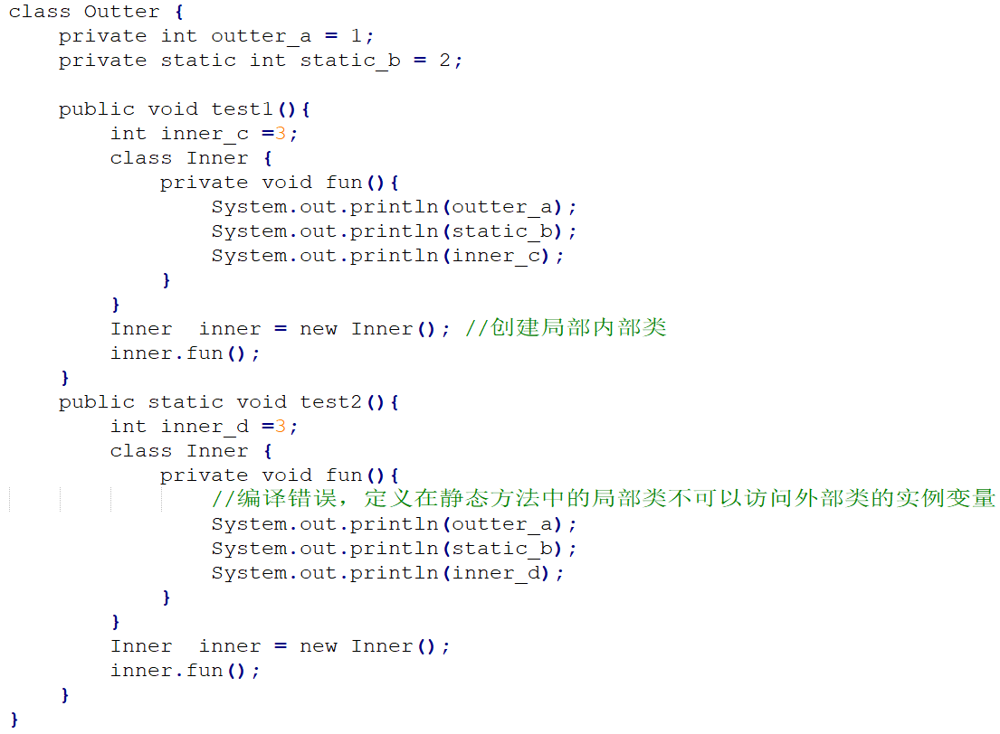 class Outter {
    private int outter_a = 1;
    private static int static_b = 2;

    public void test1(){
        int inner_c =3;
        class Inner {
            private void fun(){
                System.out.println(outter_a);
                System.out.println(static_b);
                System.out.println(inner_c);
            }
        }
        Inner  inner = new Inner(); //创建局部内部类
        inner.fun();
    }
    public static void test2(){
        int inner_d =3;
        class Inner {
            private void fun(){
                //编译错误，定义在静态方法中的局部类不可以访问外部类的实例变量
                System.out.println(outter_a);
                System.out.println(static_b);
                System.out.println(inner_d);
            }
        }
        Inner  inner = new Inner();
        inner.fun();
    }
}